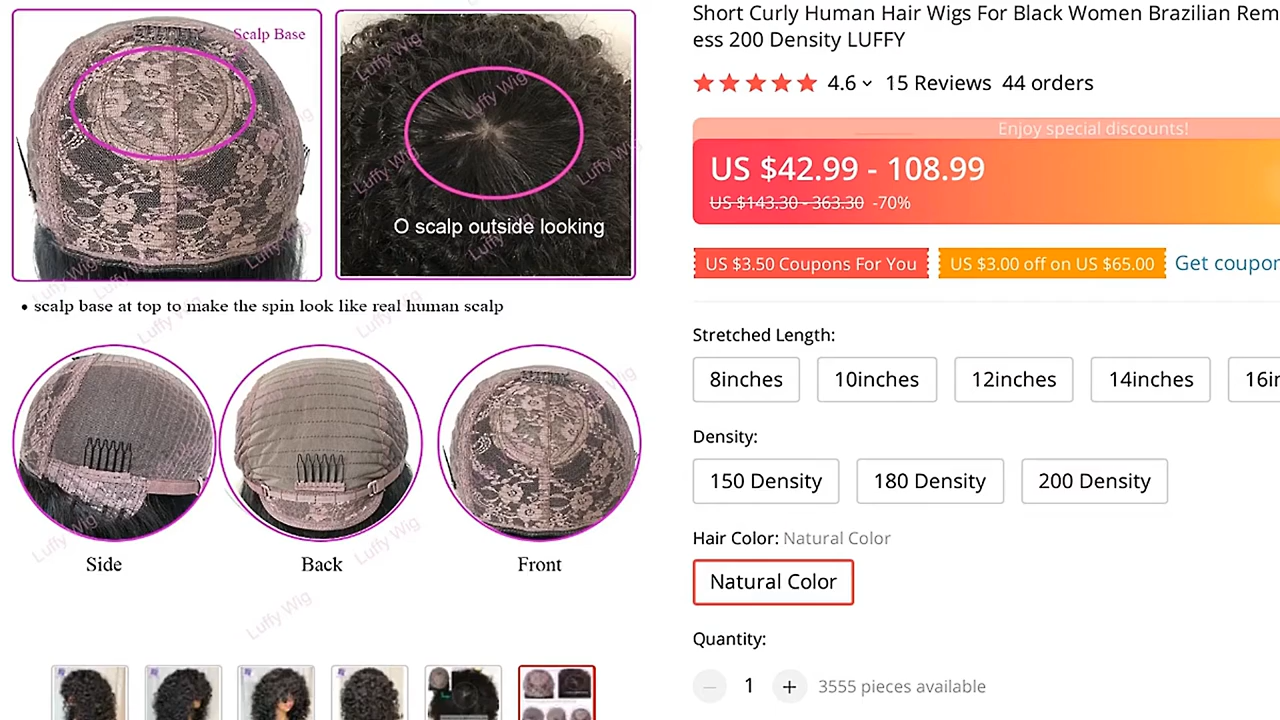 Scalp Base
Luffy Wig
O scalp outside looking
• scalp base at top to make the spin look like real human scalp
Side
Back
Front
Luffy Wig
Short Curly Human Hair Wigs For Black Women Brazilian Rem
ess 200 Density LUFFY
4.6
15 Reviews
44 orders
Enjoy special discounts!
US $42.99 - 108.99
US $143.30 - 363.30 -70%
US $3.50 Coupons For You
US $3.00 off on US $65.00
Get coupon
Stretched Length:
8inches
10inches
12inches
14inches
16in
Density:
150 Density
180 Density
200 Density
Hair Color: Natural Color
Natural Color
Quantity:
1
3555 pieces available